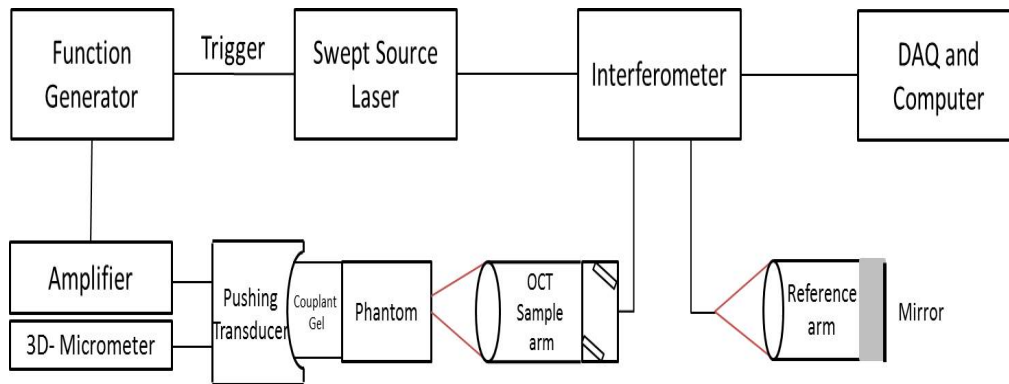 Function
Generator
Trigger
Swept Source
Laser
Interferometer
DAQ and
Computer
Amplifier
3D- Micrometer
Pushing
Transducer
Couplant
Gel
Phantom
OCT
Sample
arm
Reference
arm
Mirror